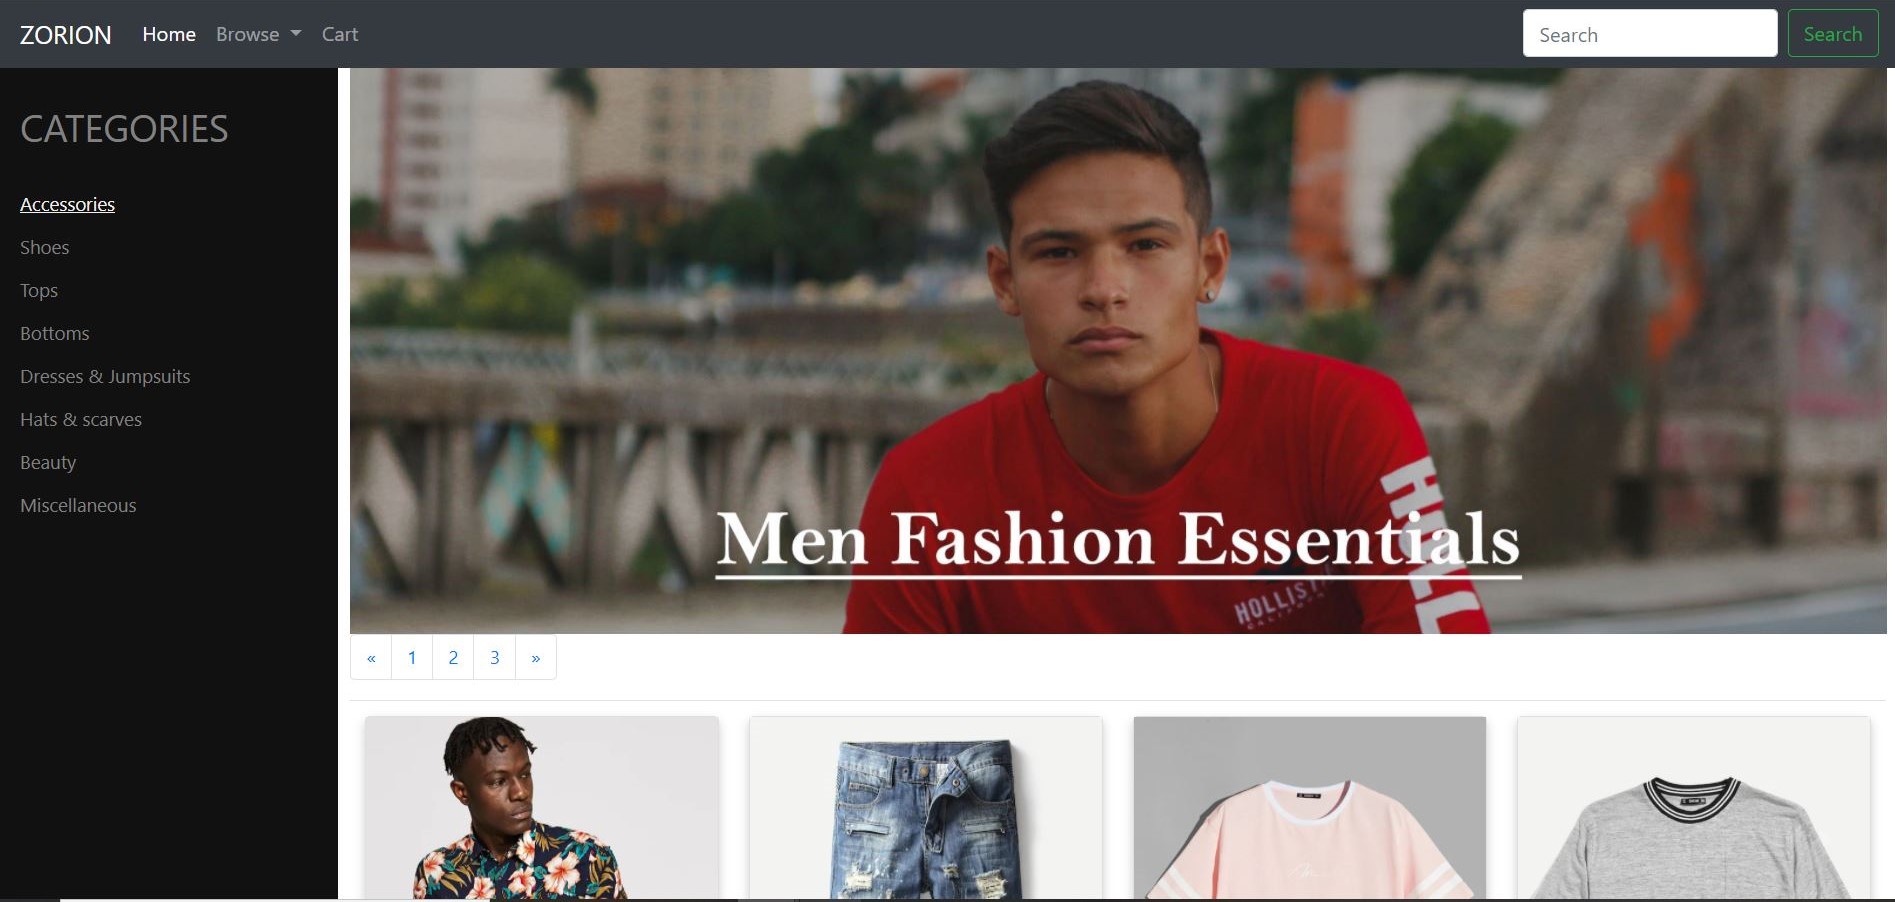 ZORION Home Browse Cart Search Search
CATEGORIES
Accessories
Shoes
Tops
Bottoms
Dresses & Jumpsuits
Hats & scarves
Beauty
Miscellaneous
Men Fashion Essentials
« 1 2 3 »